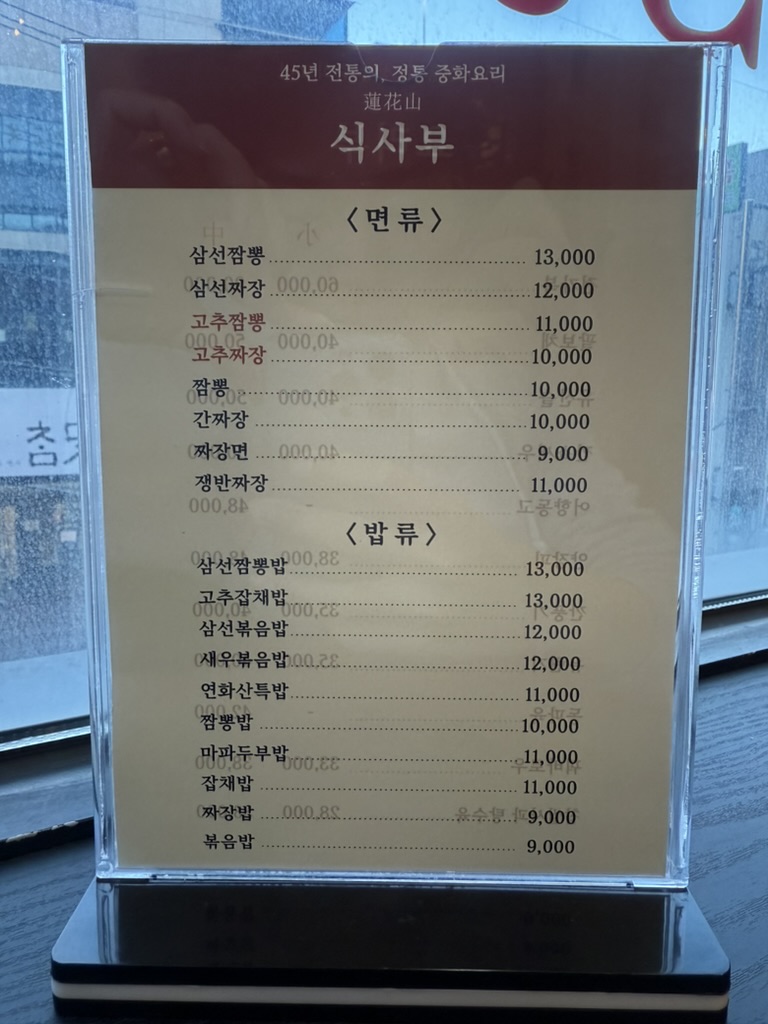 45년 전통의, 정통 중화요리
蓮花山
식사부
〈면류〉
삼선짬뽕 13,000
삼선짜장 12,000
고추짬뽕 11,000
고추짜장 10,000
짬뽕 10,000
간짜장 10,000
짜장면 9,000
쟁반짜장 11,000
〈밥류〉
삼선짬뽕밥 13,000
고추잡채밥 13,000
삼선볶음밥 12,000
새우볶음밥 12,000
연화산특밥 11,000
짬뽕밥 10,000
마파두부밥 11,000
잡채밥 11,000
짜장밥 9,000
볶음밥 9,000